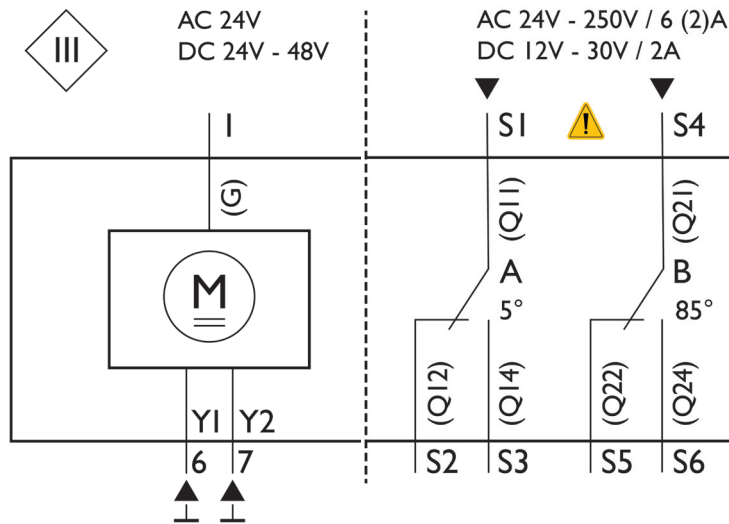 III
AC 24V
DC 24V - 48V
AC 24V - 250V / 6 (2)A
DC 12V - 30V / 2A
1
S1
!
S4
(G)
(Q11)
(Q21)
M
A
5°
B
85°
(Q12)
(Q14)
(Q22)
(Q24)
Y1 Y2
6 7
S2 S3 S5 S6